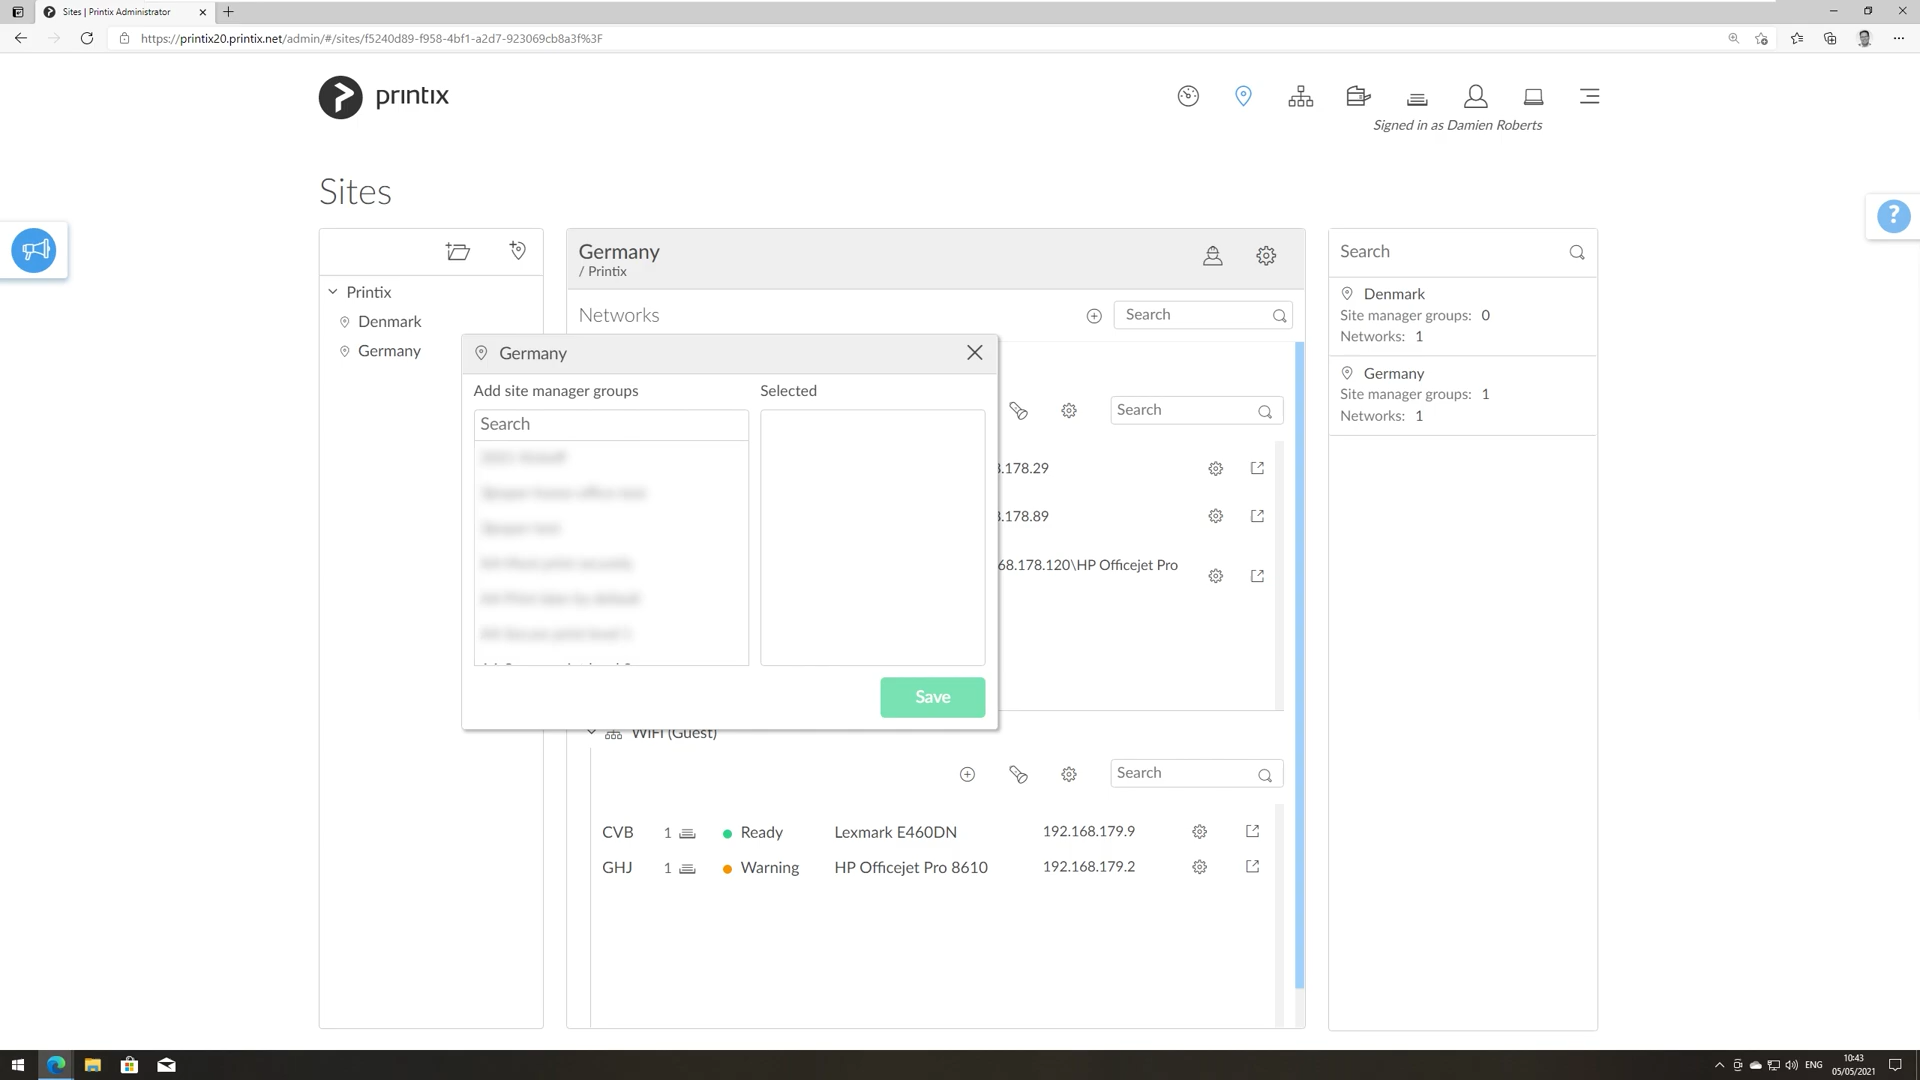 Sites | Printix Administrator
https://printix20.printix.net/admin/#/sites/f5240d89-f958-4bf1-a2d7-923069cb8a3f%3F
printix
Signed in as Damien Roberts
Sites
Printix
Denmark
Germany
Germany
/ Printix
Networks
Search
Germany
Add site manager groups
Selected
Search
Save
Search
.178.29
.178.89
68.178.120\HP Officejet Pro
WIFI (Guest)
Search
CVB 1 Ready Lexmark E460DN 192.168.179.9
GHJ 1 Warning HP Officejet Pro 8610 192.168.179.2
Search
Denmark
Site manager groups: 0
Networks: 1
Germany
Site manager groups: 1
Networks: 1
?
ENG
10:43
05/05/2021